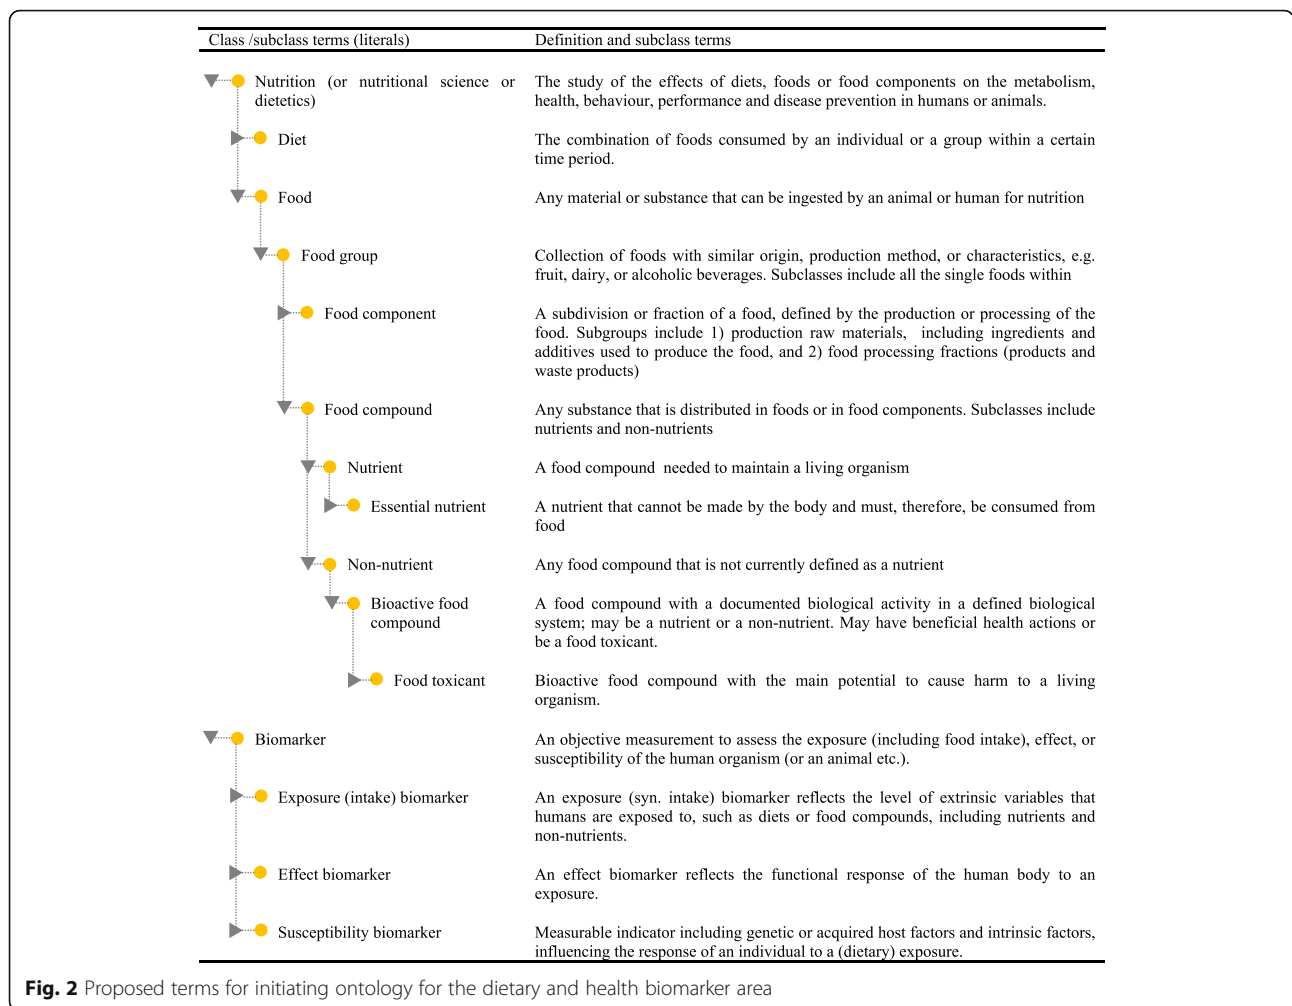 Class /subclass terms (literals) Definition and subclass terms
Nutrition (or nutritional science or The study of the effects of diets, foods or food components on the metabolism,
dietetics) health, behaviour, performance and disease prevention in humans or animals.
Diet The combination of foods consumed by an individual or a group within a certain
time period.
Food Any material or substance that can be ingested by an animal or human for nutrition
Food group Collection of foods with similar origin, production method, or characteristics, e.g.
fruit, dairy, or alcoholic beverages. Subclasses include all the single foods within
Food component A subdivision or fraction of a food, defined by the production or processing of the
food. Subgroups include 1) production raw materials, including ingredients and
additives used to produce the food, and 2) food processing fractions (products and
waste products)
Food compound Any substance that is distributed in foods or in food components. Subclasses include
nutrients and non-nutrients
Nutrient A food compound needed to maintain a living organism
Essential nutrient A nutrient that cannot be made by the body and must, therefore, be consumed from
food
Non-nutrient Any food compound that is not currently defined as a nutrient
Bioactive food A food compound with a documented biological activity in a defined biological
compound system; may be a nutrient or a non-nutrient. May have beneficial health actions or
be a food toxicant.
Food toxicant Bioactive food compound with the main potential to cause harm to a living
organism.
Biomarker An objective measurement to assess the exposure (including food intake), effect, or
susceptibility of the human organism (or an animal etc.).
Exposure (intake) biomarker An exposure (syn. intake) biomarker reflects the level of extrinsic variables that
humans are exposed to, such as diets or food compounds, including nutrients and
non-nutrients.
Effect biomarker An effect biomarker reflects the functional response of the human body to an
exposure.
Susceptibility biomarker Measurable indicator including genetic or acquired host factors and intrinsic factors,
influencing the response of an individual to a (dietary) exposure.
Fig. 2 Proposed terms for initiating ontology for the dietary and health biomarker area